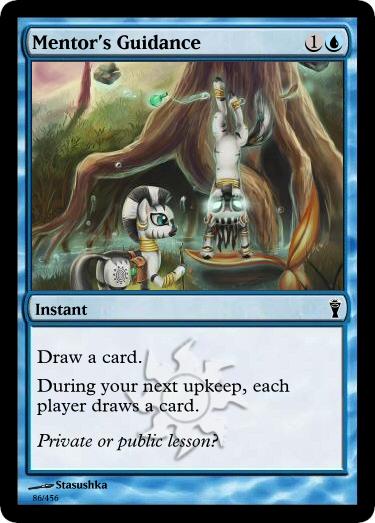 Mentor's Guidance 1
Instant
Draw a card.
During your next upkeep, each
player draws a card.
Private or public lesson?
Stasushka
86/456